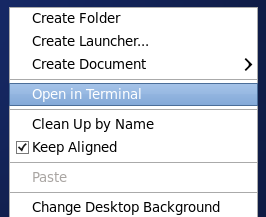 Create Folder
Create Launcher...
Create Document
Open in Terminal
Clean Up by Name
Keep Aligned
Paste
Change Desktop Background